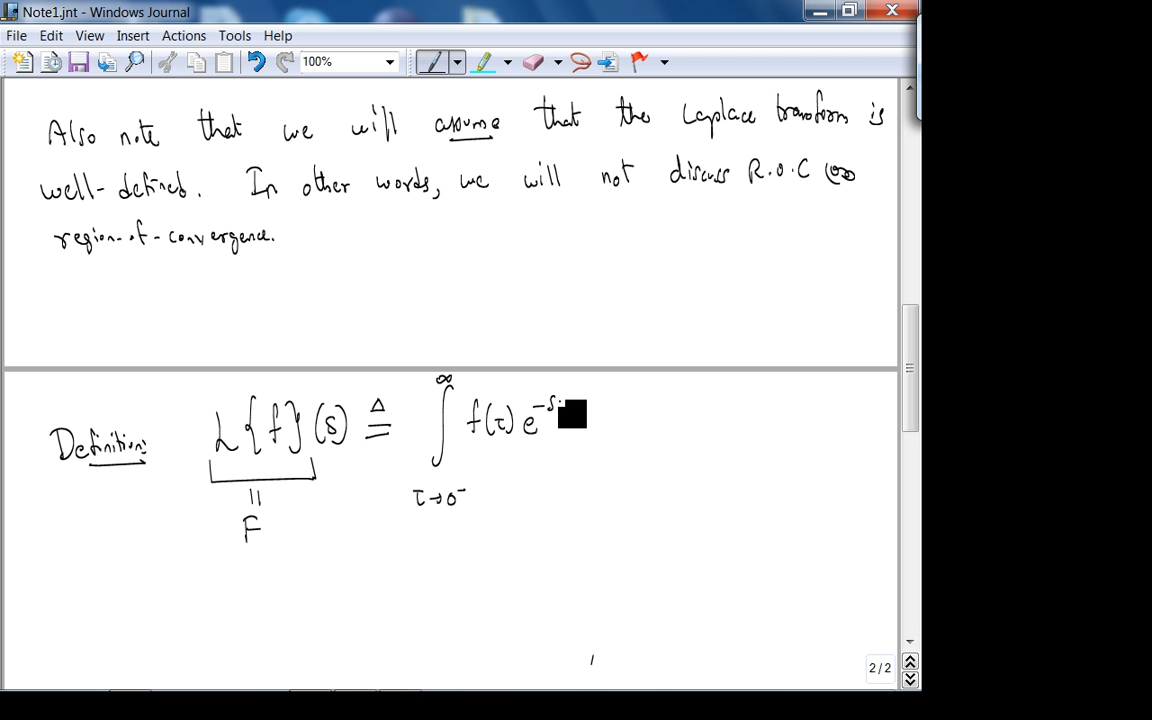 Note1.jnt - Windows Journal
File Edit View Insert Actions Tools Help
100%
Also note that we will assume that the Laplace transform is
well-defined. In other words, we will not discuss R.O.C (or
region-of-convergence.
Definition: L{f}(s) ≜ ∫ f(τ) e^-s
∞
τ→0⁻
=
F
2/2